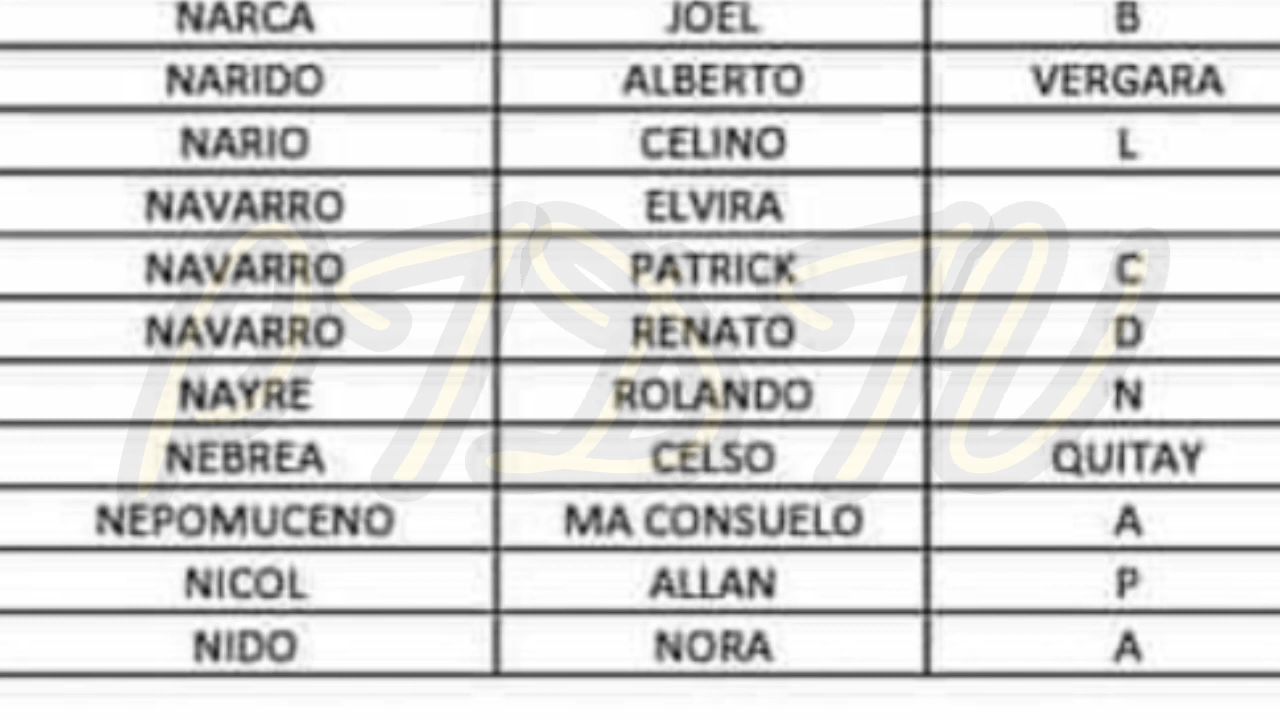 NARCA JOEL B
NARIDO ALBERTO VERGARA
NARIO CELINO L
NAVARRO ELVIRA
NAVARRO PATRICK C
NAVARRO RENATO D
NAYRE ROLANDO N
NEBREA CELSO QUITAY
NEPOMUCENO MA CONSUELO A
NICOL ALLAN P
NIDO NORA A